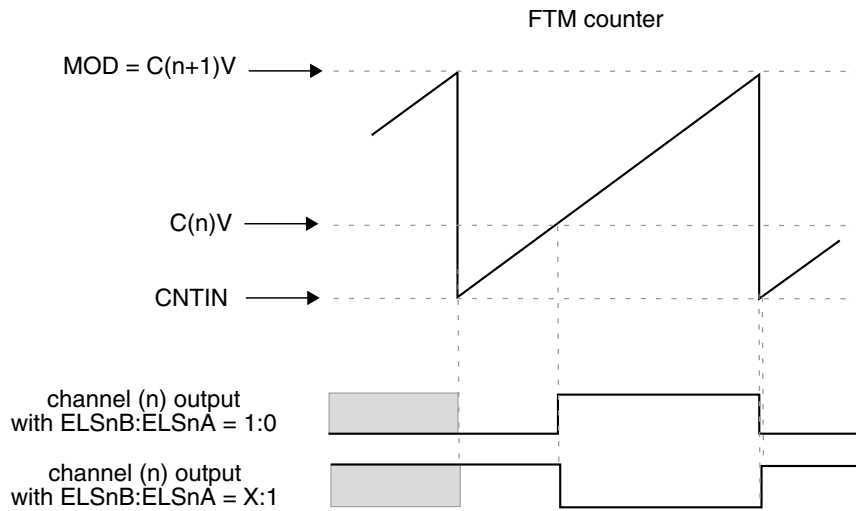 FTM counter
MOD = C(n+1)V
C(n)V
CNTIN
channel (n) output
with ELSnB:ELSnA = 1:0
channel (n) output
with ELSnB:ELSnA = X:1